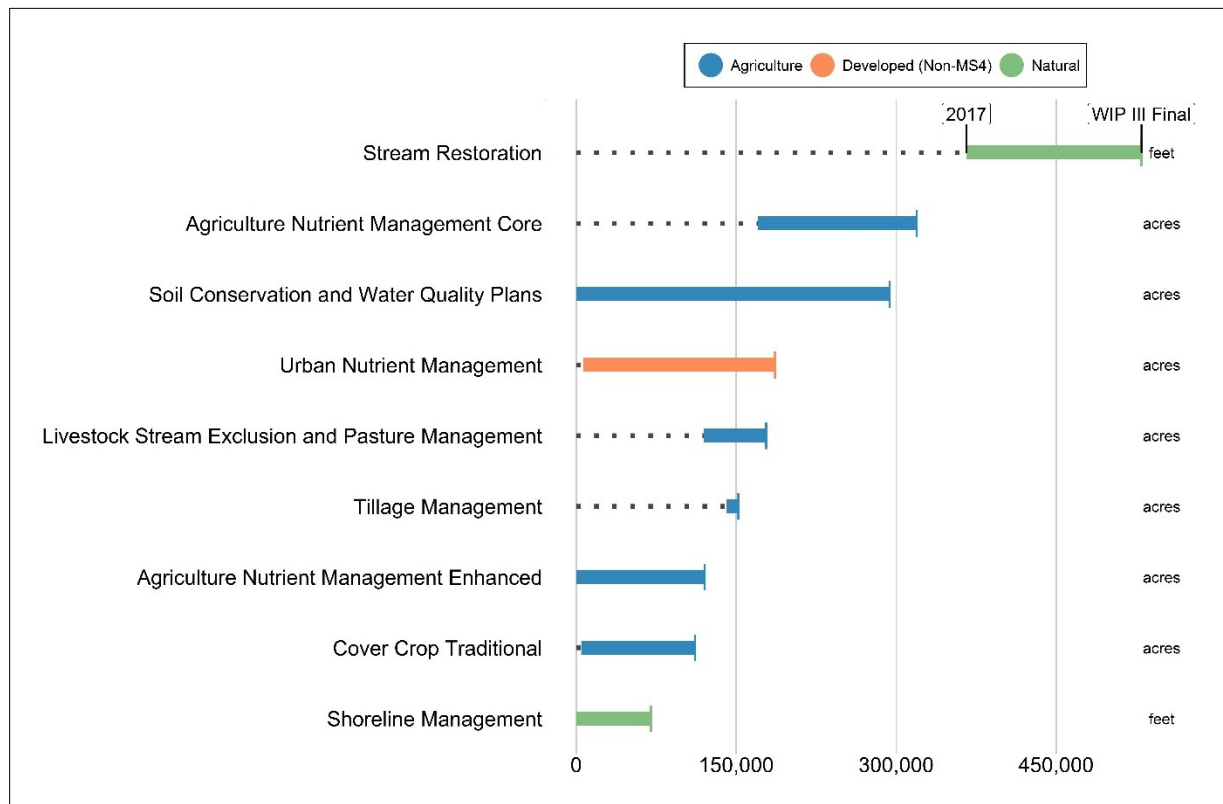 Agriculture Developed (Non-MS4) Natural
2017 WIP III Final
Stream Restoration feet
Agriculture Nutrient Management Core acres
Soil Conservation and Water Quality Plans acres
Urban Nutrient Management acres
Livestock Stream Exclusion and Pasture Management acres
Tillage Management acres
Agriculture Nutrient Management Enhanced acres
Cover Crop Traditional acres
Shoreline Management feet
0 150,000 300,000 450,000